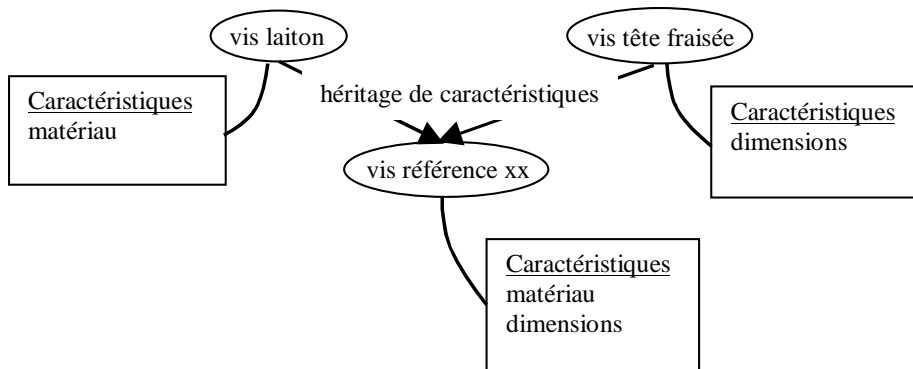 vis laiton
vis tête fraisée
Caractéristiques
matériau
héritage de caractéristiques
Caractéristiques
dimensions
vis référence xx
Caractéristiques
matériau
dimensions